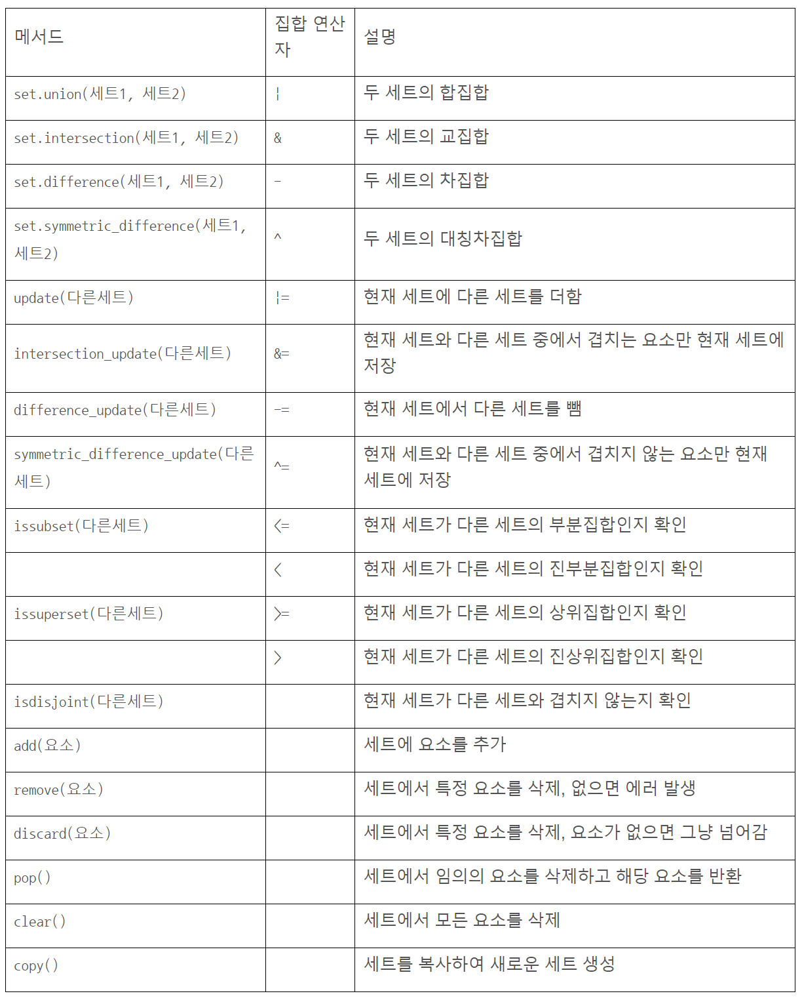 메서드
집합 연산
자
설명
set.union(세트1, 세트2)
|
두 세트의 합집합
set.intersection(세트1, 세트2)
&
두 세트의 교집합
set.difference(세트1, 세트2)
-
두 세트의 차집합
set.symmetric_difference(세트1,
세트2)
^
두 세트의 대칭차집합
update(다른세트)
|=
현재 세트에 다른 세트를 더함
intersection_update(다른세트)
&=
현재 세트와 다른 세트 중에서 겹치는 요소만 현재 세트에
저장
difference_update(다른세트)
-=
현재 세트에서 다른 세트를 뺌
symmetric_difference_update(다른
세트)
^=
현재 세트와 다른 세트 중에서 겹치지 않는 요소만 현재
세트에 저장
issubset(다른세트)
<=
현재 세트가 다른 세트의 부분집합인지 확인
<
현재 세트가 다른 세트의 진부분집합인지 확인
issuperset(다른세트)
>=
현재 세트가 다른 세트의 상위집합인지 확인
>
현재 세트가 다른 세트의 진상위집합인지 확인
isdisjoint(다른세트)
현재 세트가 다른 세트와 겹치지 않는지 확인
add(요소)
세트에 요소를 추가
remove(요소)
세트에서 특정 요소를 삭제, 없으면 에러 발생
discard(요소)
세트에서 특정 요소를 삭제, 요소가 없으면 그냥 넘어감
pop()
세트에서 임의의 요소를 삭제하고 해당 요소를 반환
clear()
세트에서 모든 요소를 삭제
copy()
세트를 복사하여 새로운 세트 생성